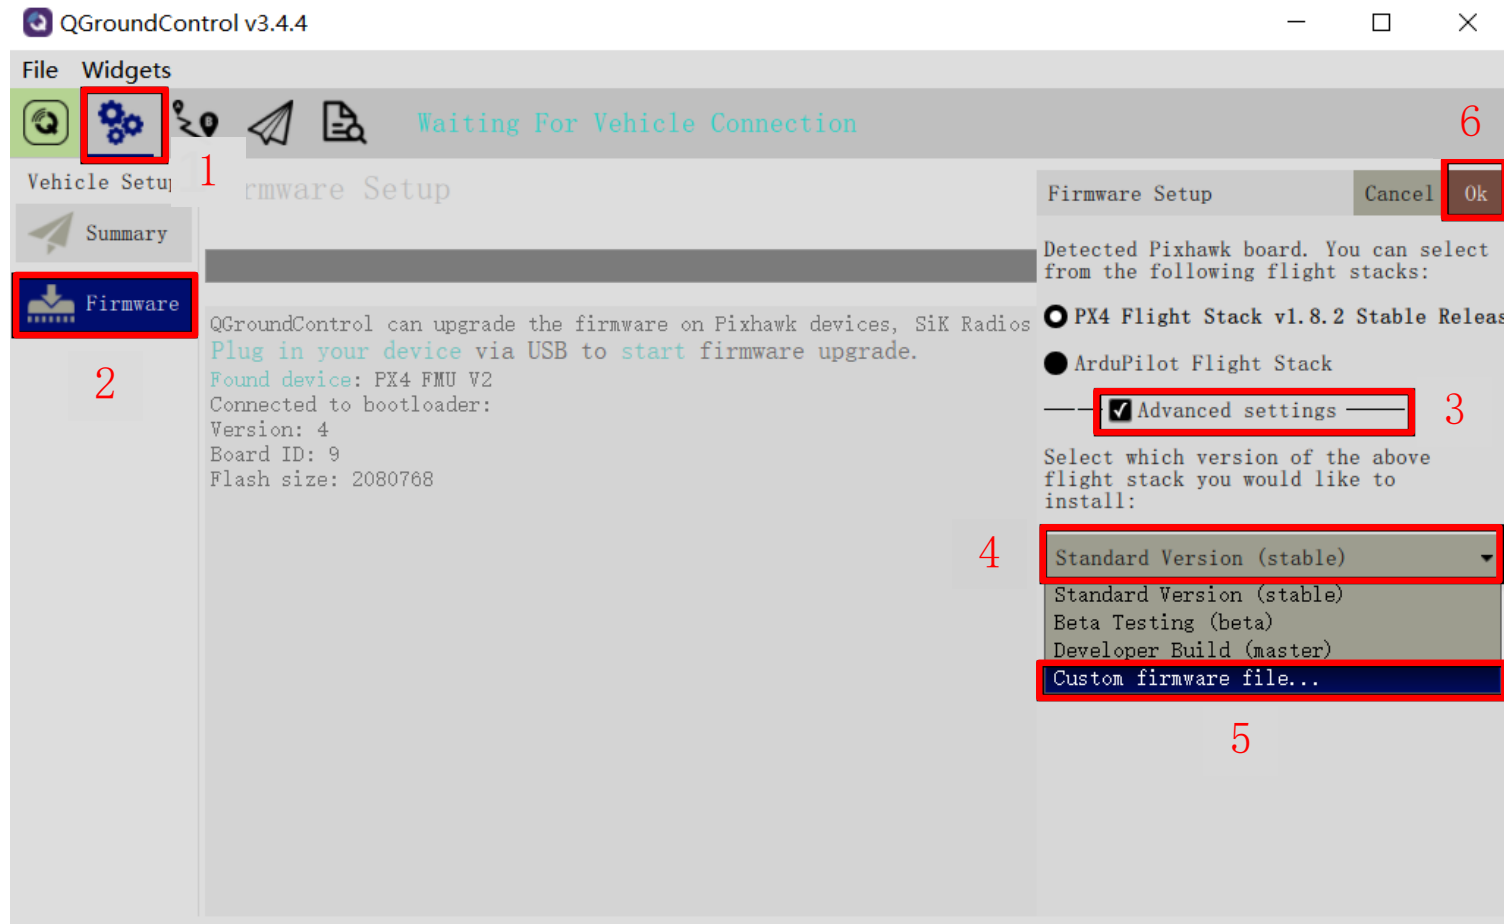 QGroundControl v3.4.4
File Widgets
Waiting For Vehicle Connection
6
1
Vehicle Setup
rmware Setup
Firmware Setup
Cancel
Ok
Summary
Detected Pixhawk board. You can select
from the following flight stacks:
Firmware
PX4 Flight Stack v1.8.2 Stable Releas
QGroundControl can upgrade the firmware on Pixhawk devices, SiK Radios
Plug in your device via USB to start firmware upgrade.
ArduPilot Flight Stack
2
Found device: PX4 FMU V2
Connected to bootloader:
Version: 4
Board ID: 9
Flash size: 2080768
Advanced settings
3
Select which version of the above
flight stack you would like to
install:
4
Standard Version (stable)
Standard Version (stable)
Beta Testing (beta)
Developer Build (master)
Custom firmware file...
5